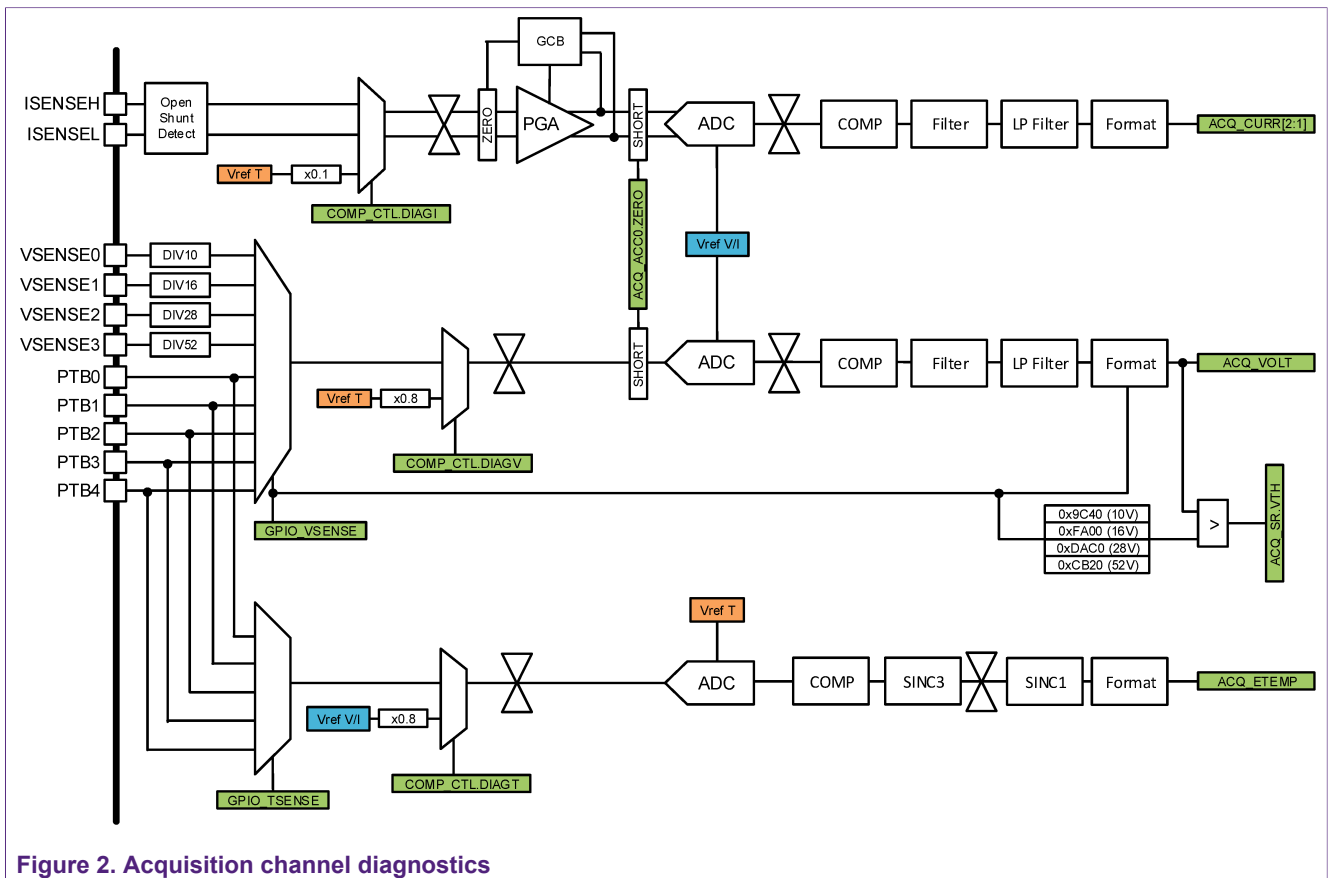 GCB
ISENSEH
ISENSEL
Open
Shunt
Detect
ZERO
PGA
SHORT
ADC
COMP
Filter
LP Filter
Format
ACQ_CURR[2:1]
Vref T
x0.1
COMP_CTL.DIAGI
ACQ_ACC0.ZERO
Vref V/I
VSENSE0
DIV10
VSENSE1
DIV16
VSENSE2
DIV28
VSENSE3
DIV52
PTB0
PTB1
PTB2
PTB3
PTB4
Vref T
x0.8
COMP_CTL.DIAGV
SHORT
ADC
COMP
Filter
LP Filter
Format
ACQ_VOLT
GPIO_VSENSE
0x9C40 (10V)
0xFA00 (16V)
0xDAC0 (28V)
0xCB20 (52V)
>
ACQ_SR.VTH
Vref T
Vref V/I
x0.8
ADC
COMP
SINC3
SINC1
Format
ACQ_ETEMP
COMP_CTL.DIAGT
GPIO_TSENSE
Figure 2. Acquisition channel diagnostics